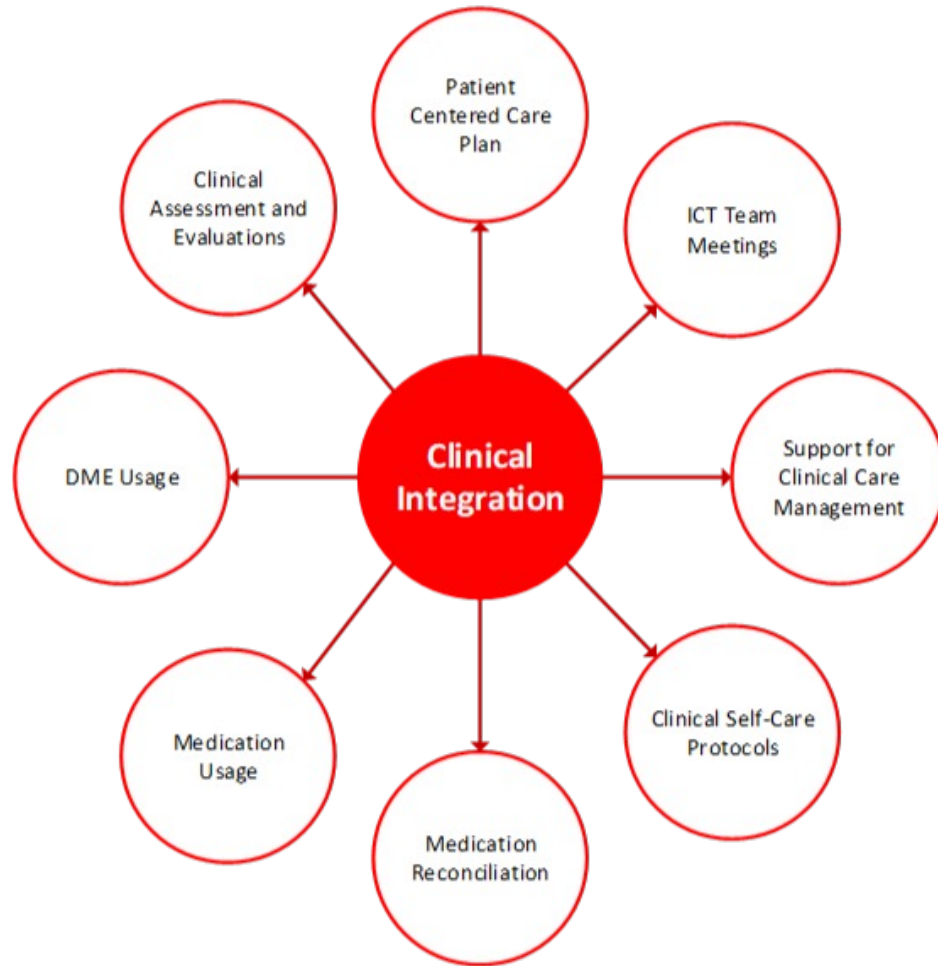 Patient
Centered Care
Plan
ICT Team
Meetings
Support for
Clinical Care
Management
Clinical Self-Care
Protocols
Medication
Reconciliation
Medication
Usage
DME Usage
Clinical
Assessment and
Evaluations
Clinical
Integration